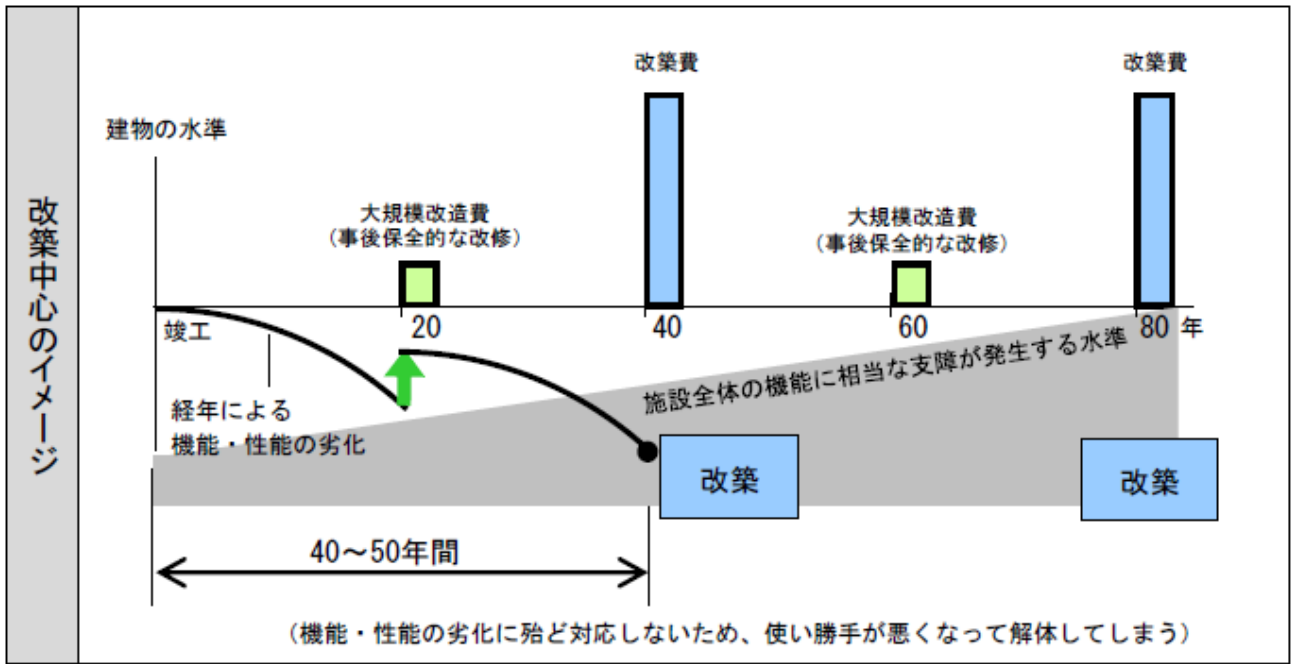 改築中心のイメージ
改築費
改築費
建物の水準
大規模改造費
（事後保全的な改修）
大規模改造費
（事後保全的な改修）
竣工
20
40
60
80 年
施設全体の機能に相当な支障が発生する水準
経年による
機能・性能の劣化
改築
改築
40～50年間
（機能・性能の劣化に殆ど対応しないため、使い勝手が悪くなって解体してしまう）